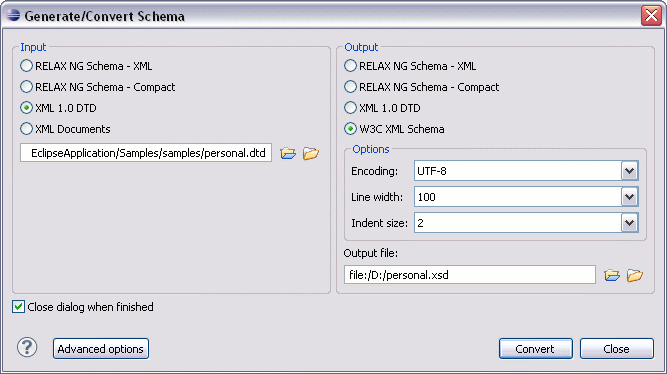 Generate/Convert Schema
Input
RELAX NG Schema - XML
RELAX NG Schema - Compact
XML 1.0 DTD
XML Documents
EclipseApplication/Samples/samples/personal.dtd
Output
RELAX NG Schema - XML
RELAX NG Schema - Compact
XML 1.0 DTD
W3C XML Schema
Options
Encoding: UTF-8
Line width: 100
Indent size: 2
Output file:
file:/D:/personal.xsd
Close dialog when finished
? Advanced options Convert Close